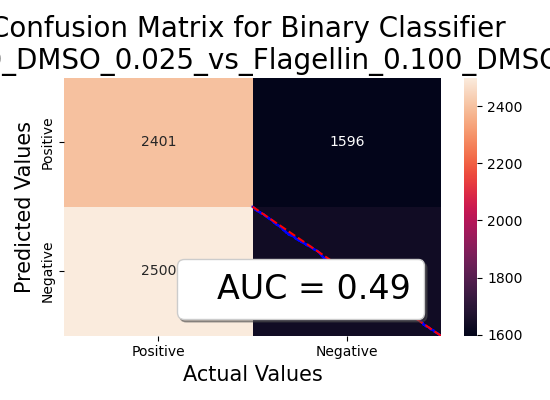 Confusion Matrix for Binary Classifier
_DMSO_0.025_vs_Flagellin_0.100_DMSO
Predicted Values
Positive
Negative
2401
1596
2500
AUC = 0.49
Positive
Negative
Actual Values
2400
2200
2000
1800
1600